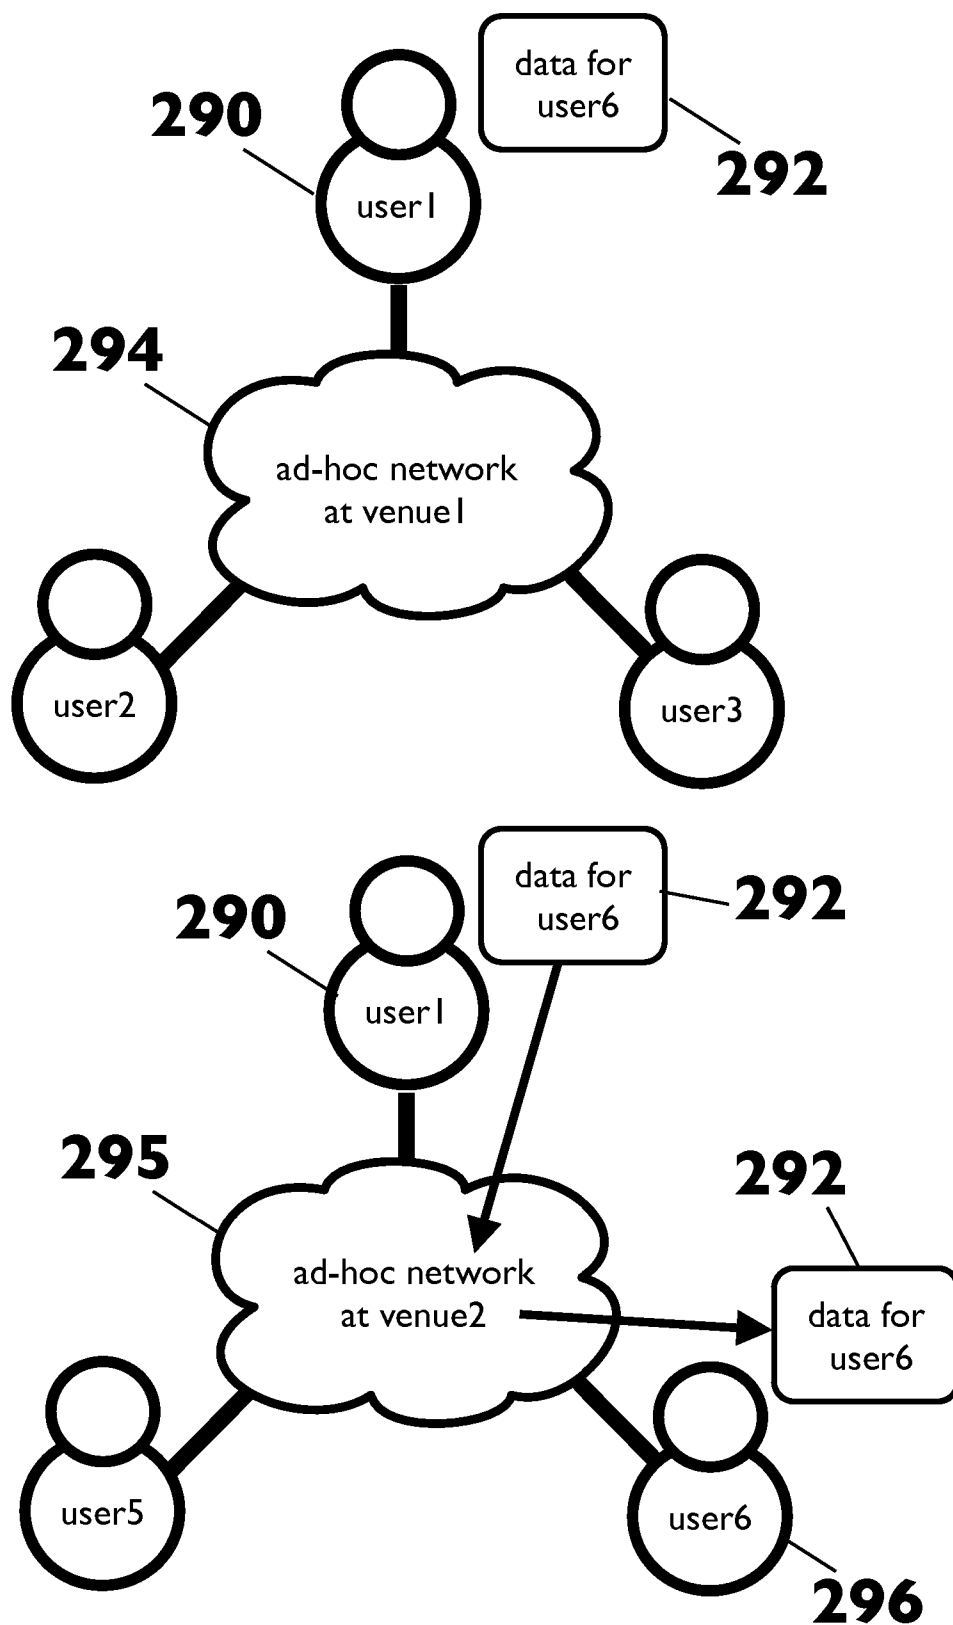 data for
user6
290
292
user1
294
ad-hoc network
at venue1
user2
user3
data for
user6
292
290
user1
295
292
ad-hoc network
at venue2
data for
user6
user5
user6
296